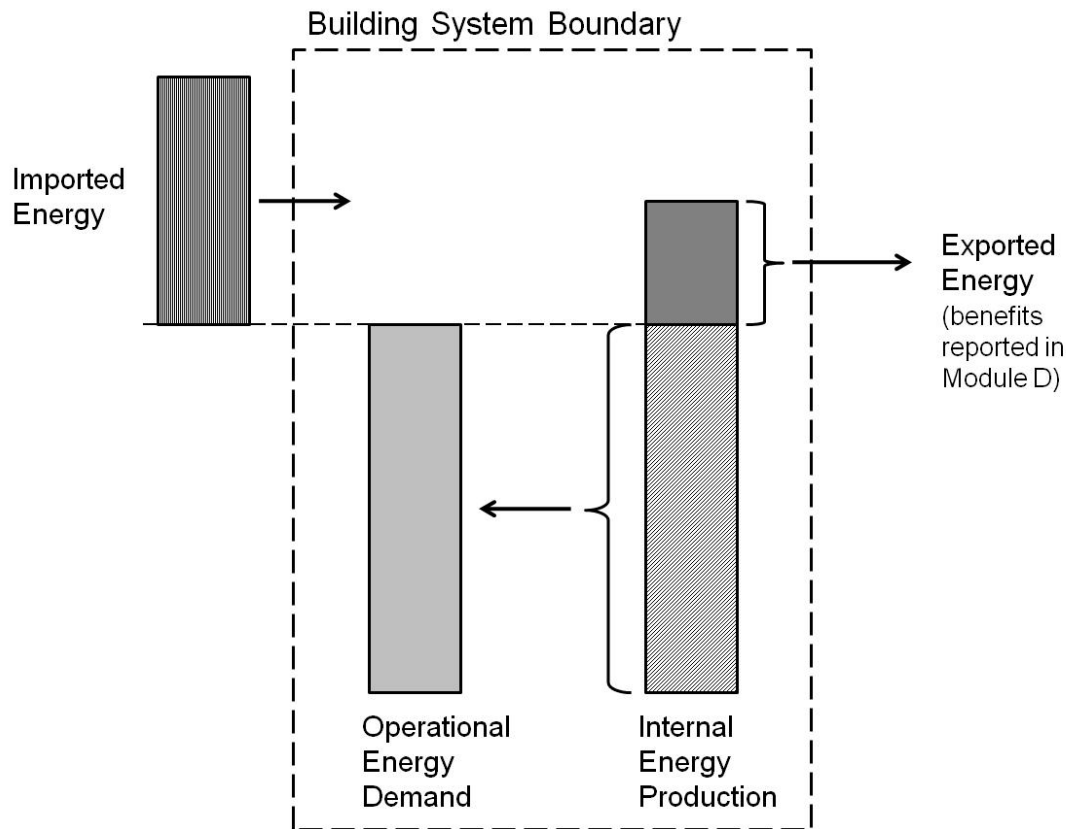 Building System Boundary
Imported
Energy
Exported
Energy
(benefits
reported in
Module D)
Operational
Energy
Demand
Internal
Energy
Production